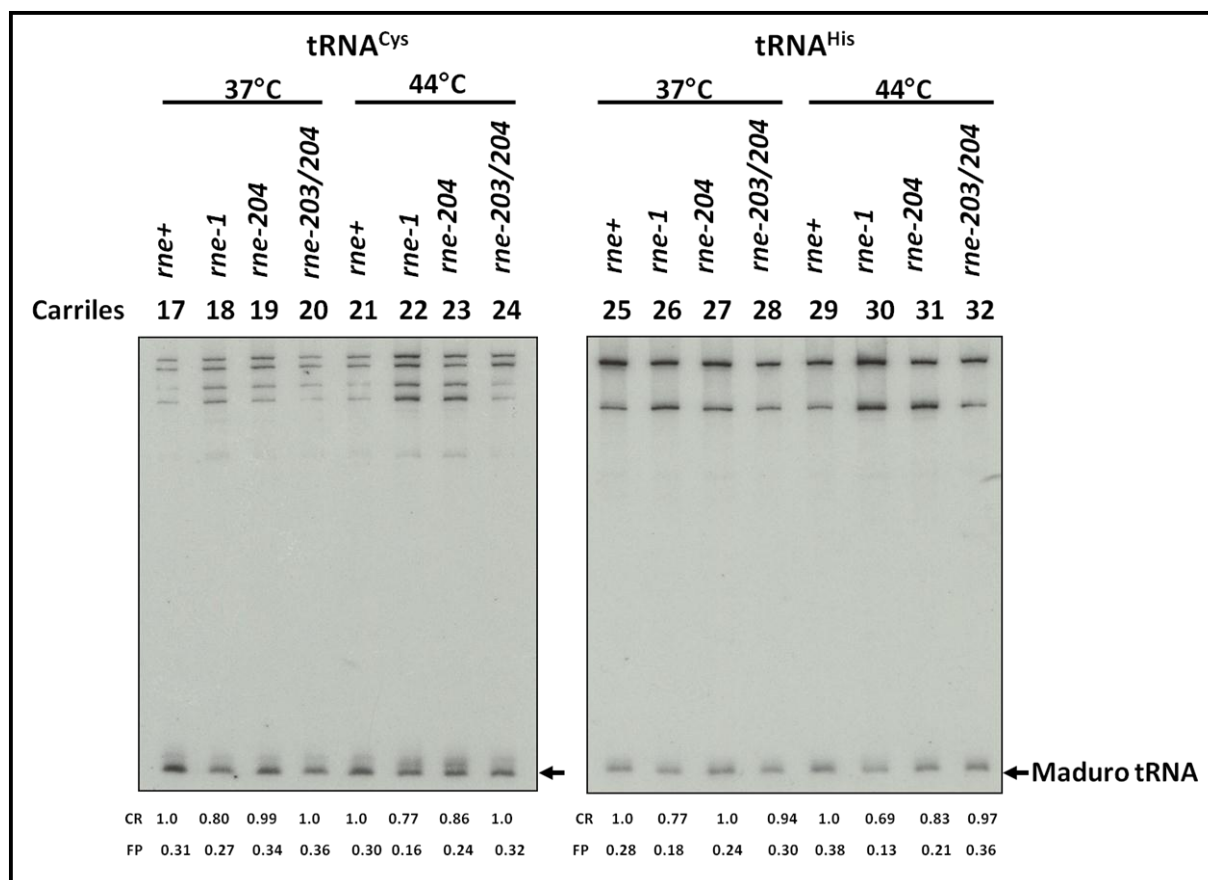 tRNACys tRNAHis
37°C 44°C 37°C 44°C
rne+ rne-1 rne-204 rne-203/204 rne+ rne-1 rne-204 rne-203/204 rne+ rne-1 rne-204 rne-203/204 rne+ rne-1 rne-204 rne-203/204
Carriles 17 18 19 20 21 22 23 24 25 26 27 28 29 30 31 32
Maduro tRNA
CR 1.0 0.80 0.99 1.0 1.0 0.77 0.86 1.0 CR 1.0 0.77 1.0 0.94 1.0 0.69 0.83 0.97
FP 0.31 0.27 0.34 0.36 0.30 0.16 0.24 0.32 FP 0.28 0.18 0.24 0.30 0.38 0.13 0.21 0.36